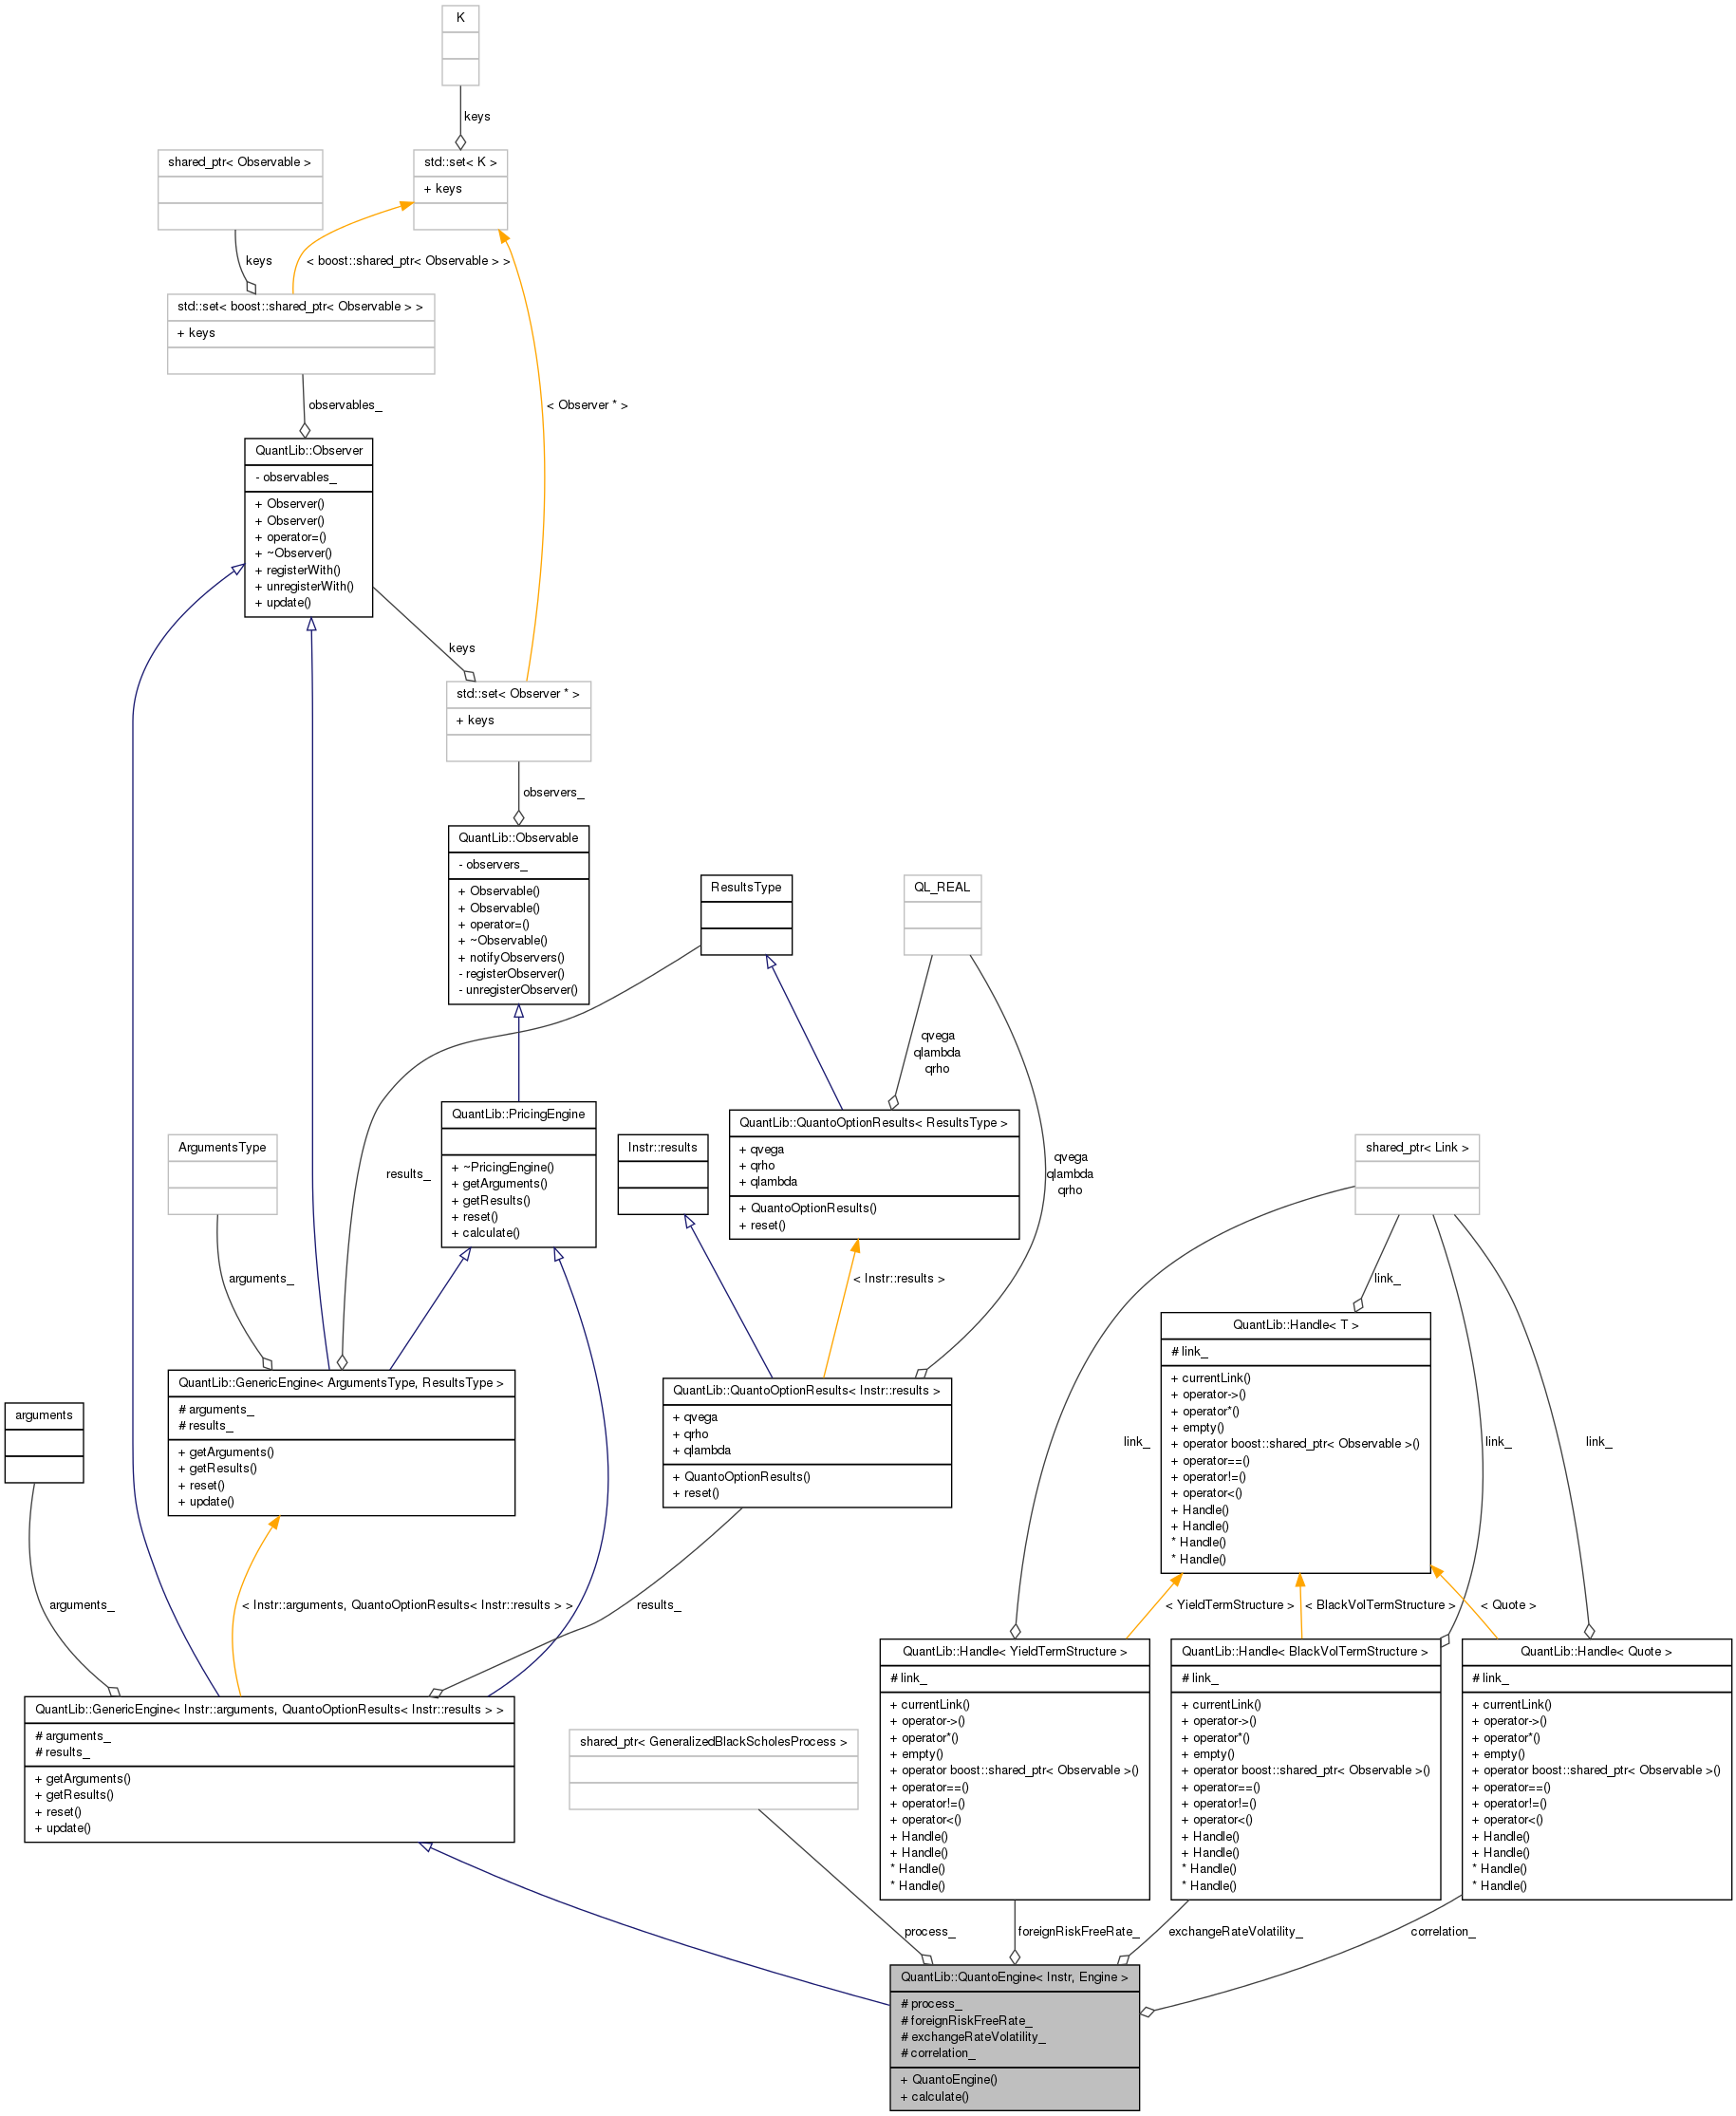 K
keys
shared_ptr< Observable >
std::set< K >
+ keys
keys
< boost::shared_ptr< Observable > >
std::set< boost::shared_ptr< Observable > >
+ keys
observables_
< Observer * >
QuantLib::Observer
- observables_
+ Observer()
+ Observer()
+ operator=()
+ ~Observer()
+ registerWith()
+ unregisterWith()
+ update()
keys
std::set< Observer * >
+ keys
observers_
QuantLib::Observable
- observers_
+ Observable()
+ Observable()
+ operator=()
+ ~Observable()
+ notifyObservers()
- registerObserver()
- unregisterObserver()
ResultsType
QL_REAL
qvega
qlambda
qrho
QuantLib::PricingEngine
+ ~PricingEngine()
+ getArguments()
+ getResults()
+ reset()
+ calculate()
QuantLib::QuantoOptionResults< ResultsType >
+ qvega
+ qrho
+ qlambda
+ QuantoOptionResults()
+ reset()
ArgumentsType
results_
Instr::results
qvega
qlambda
qrho
shared_ptr< Link >
arguments_
< Instr::results >
link_
QuantLib::Handle< T >
# link_
+ currentLink()
+ operator->()
+ operator*()
+ empty()
+ operator boost::shared_ptr< Observable >()
+ operator==()
+ operator!=()
+ operator<()
+ Handle()
+ Handle()
* Handle()
* Handle()
QuantLib::GenericEngine< ArgumentsType, ResultsType >
# arguments_
# results_
+ getArguments()
+ getResults()
+ reset()
+ update()
QuantLib::QuantoOptionResults< Instr::results >
+ qvega
+ qrho
+ qlambda
+ QuantoOptionResults()
+ reset()
arguments
link_
link_
link_
arguments_
< Instr::arguments, QuantoOptionResults< Instr::results > >
results_
< YieldTermStructure >
< BlackVolTermStructure >
< Quote >
QuantLib::GenericEngine< Instr::arguments, QuantoOptionResults< Instr::results > >
# arguments_
# results_
+ getArguments()
+ getResults()
+ reset()
+ update()
shared_ptr< GeneralizedBlackScholesProcess >
QuantLib::Handle< YieldTermStructure >
# link_
+ currentLink()
+ operator->()
+ operator*()
+ empty()
+ operator boost::shared_ptr< Observable >()
+ operator==()
+ operator!=()
+ operator<()
+ Handle()
+ Handle()
* Handle()
* Handle()
QuantLib::Handle< BlackVolTermStructure >
# link_
+ currentLink()
+ operator->()
+ operator*()
+ empty()
+ operator boost::shared_ptr< Observable >()
+ operator==()
+ operator!=()
+ operator<()
+ Handle()
+ Handle()
* Handle()
* Handle()
QuantLib::Handle< Quote >
# link_
+ currentLink()
+ operator->()
+ operator*()
+ empty()
+ operator boost::shared_ptr< Observable >()
+ operator==()
+ operator!=()
+ operator<()
+ Handle()
+ Handle()
* Handle()
* Handle()
process_
foreignRiskFreeRate_
exchangeRateVolatility_
correlation_
QuantLib::QuantoEngine< Instr, Engine >
# process_
# foreignRiskFreeRate_
# exchangeRateVolatility_
# correlation_
+ QuantoEngine()
+ calculate()